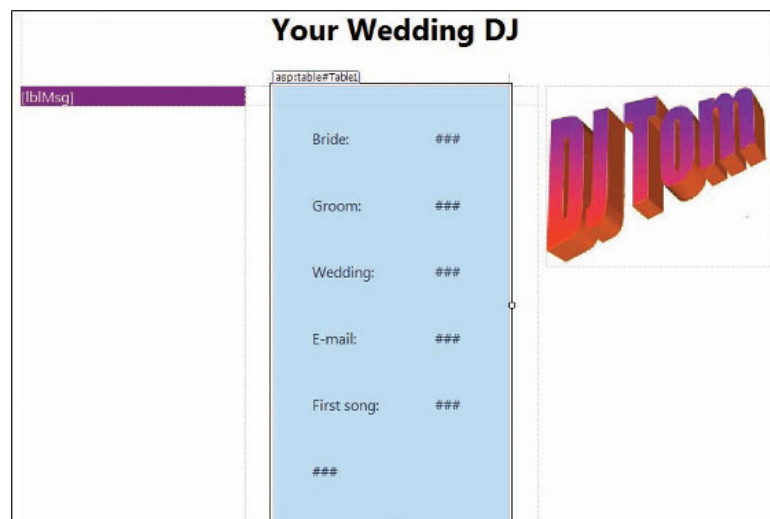 Your Wedding DJ
asp:table#Table1
[lblMsg]
DJ Tom
Bride: ###
Groom: ###
Wedding: ###
E-mail: ###
First song: ###
###